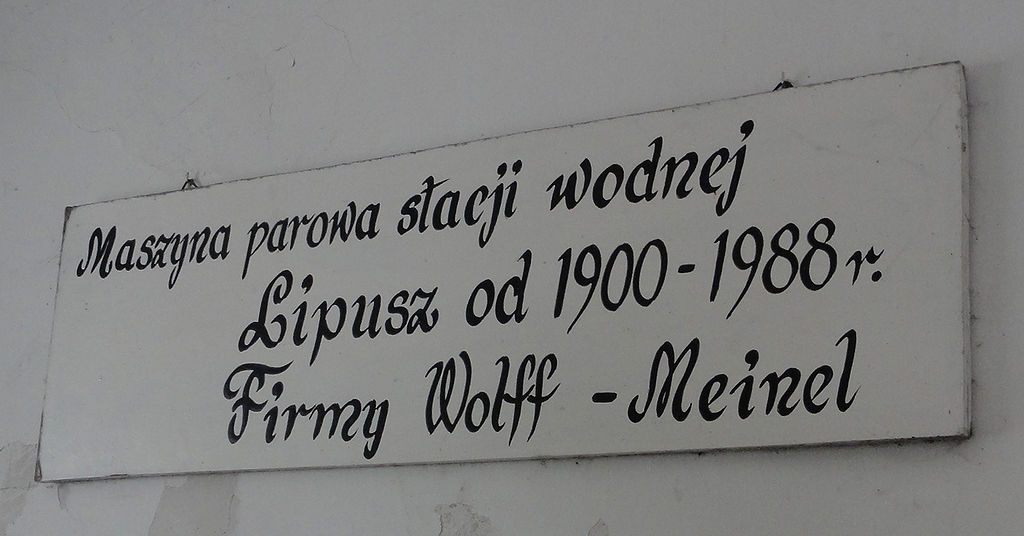 Maszyna parowa stacji wodnej
Lipusz od 1900 - 1988 r.
Firmy Wolff - Meinel